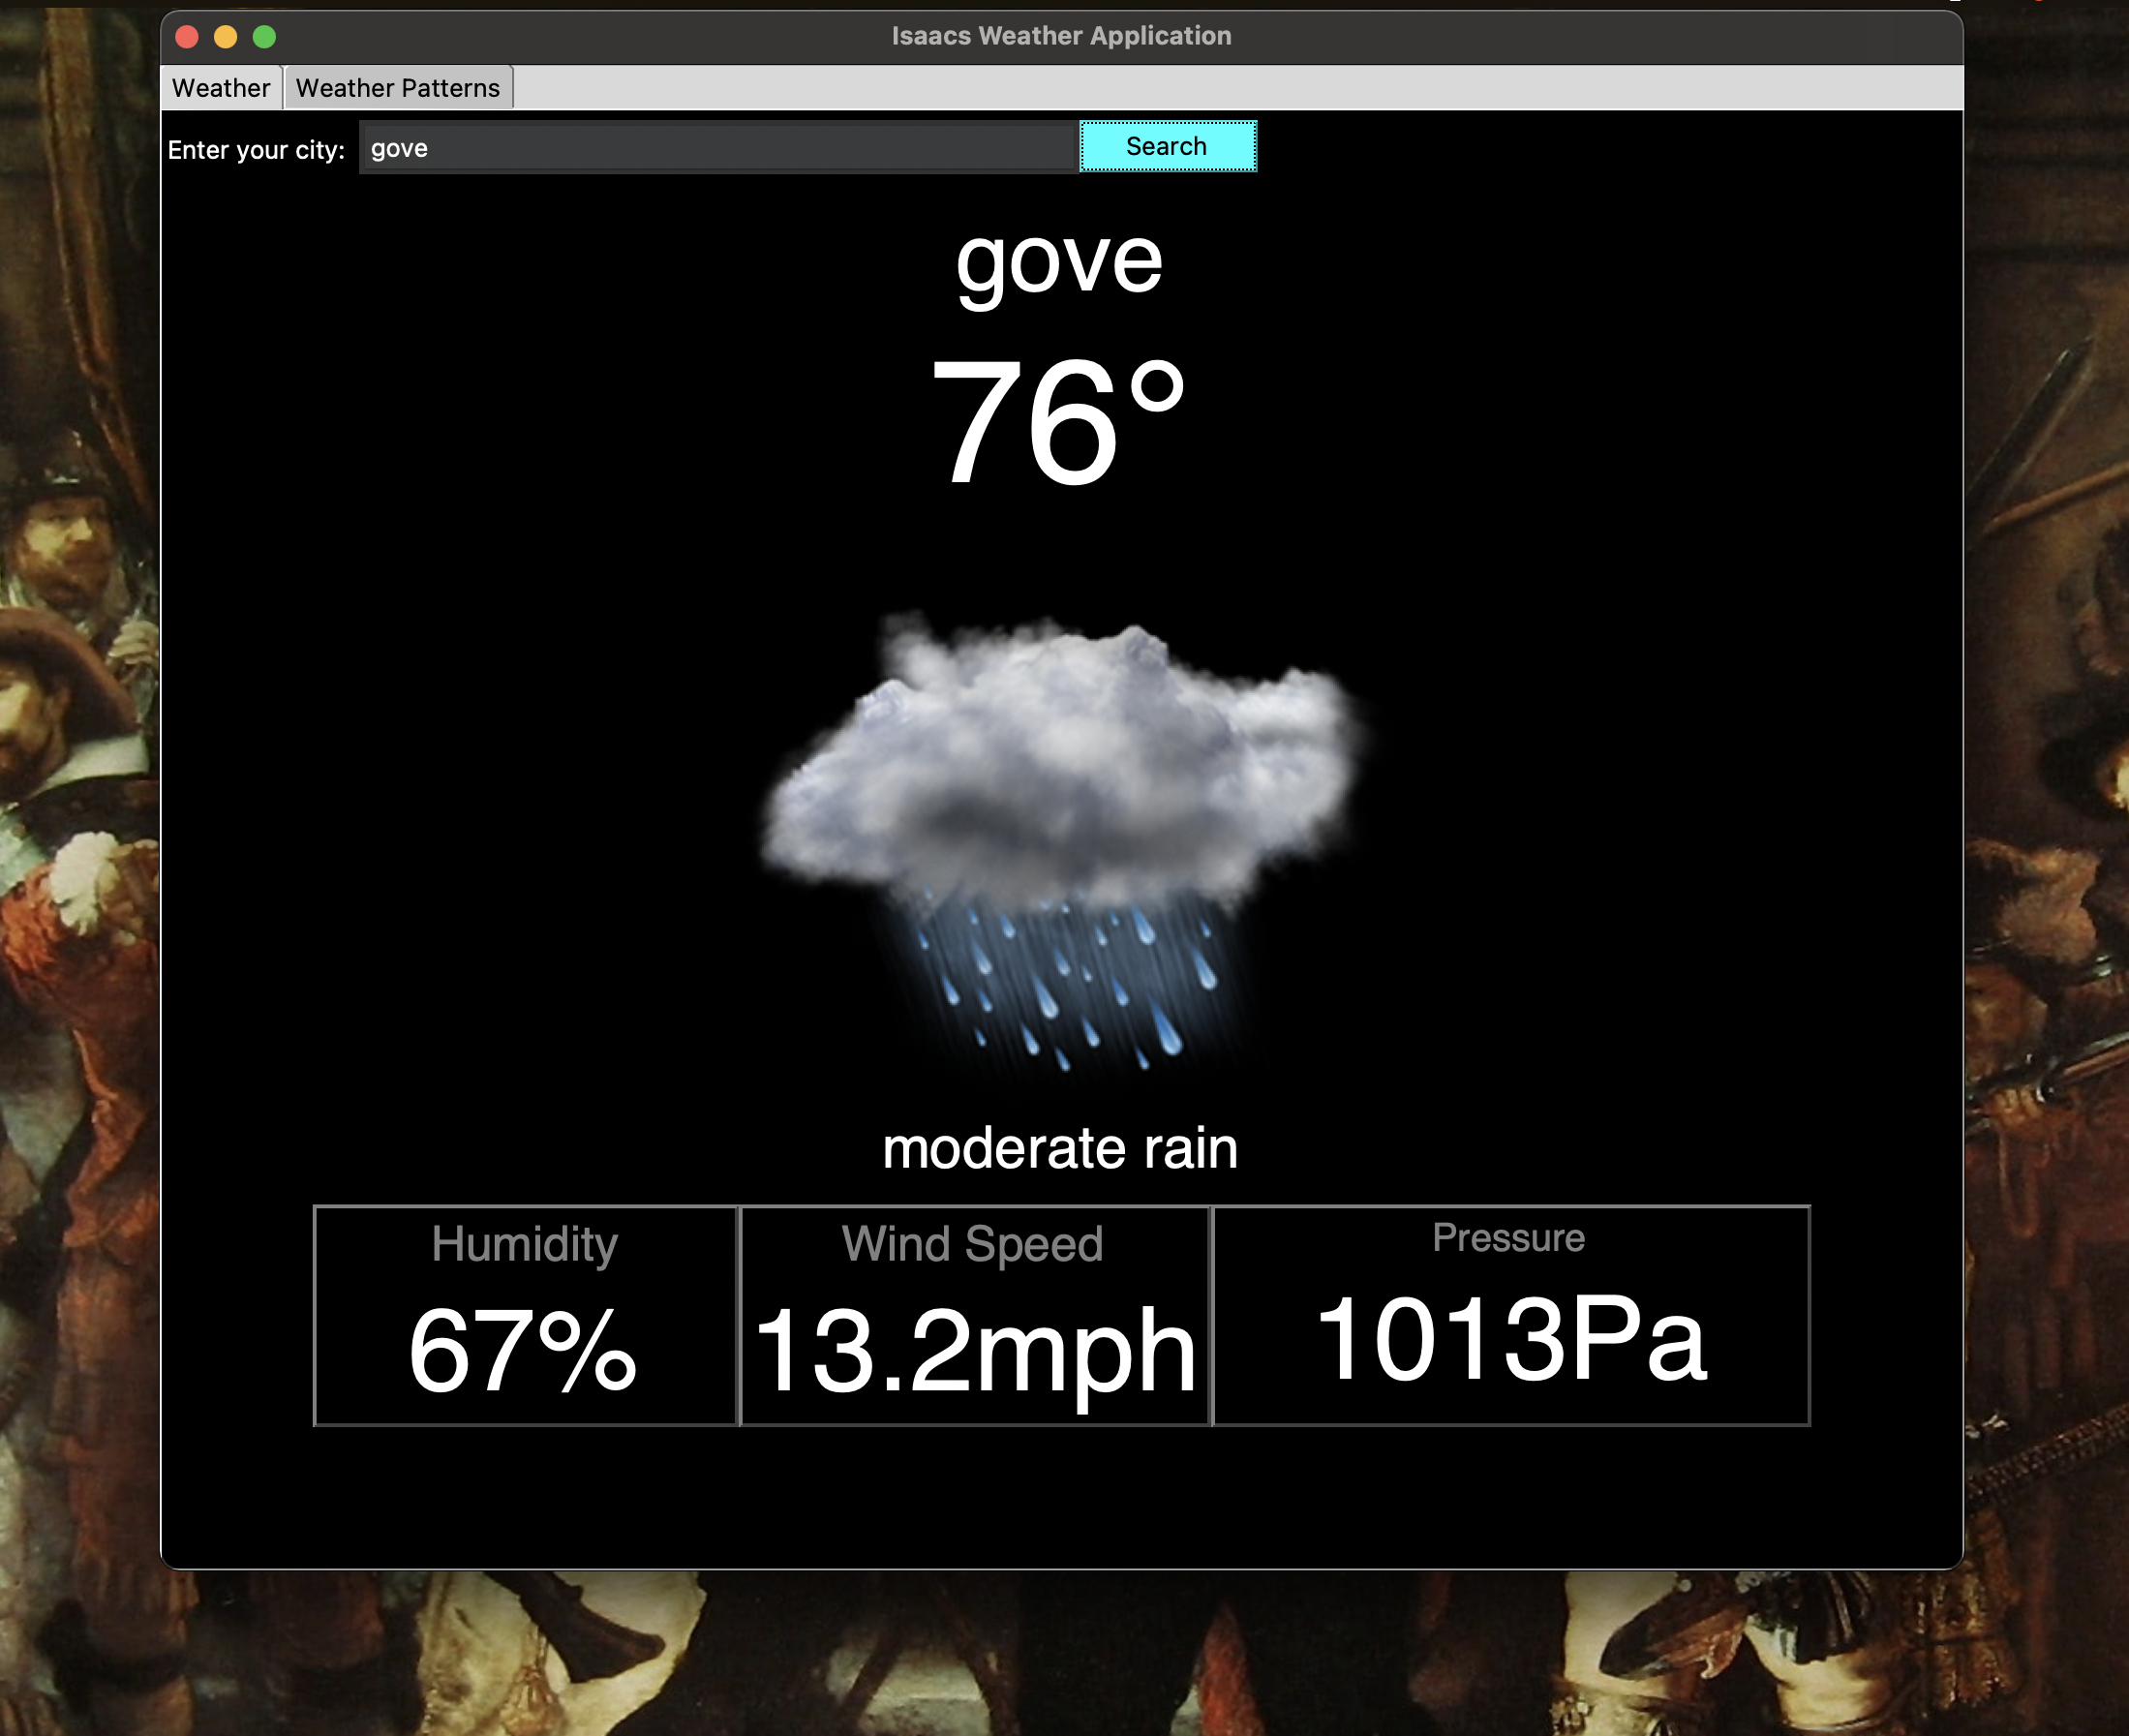 Isaacs Weather Application
Weather Weather Patterns
Enter your city: gove Search
gove
76°
moderate rain
Humidity Wind Speed Pressure
67% 13.2mph 1013Pa